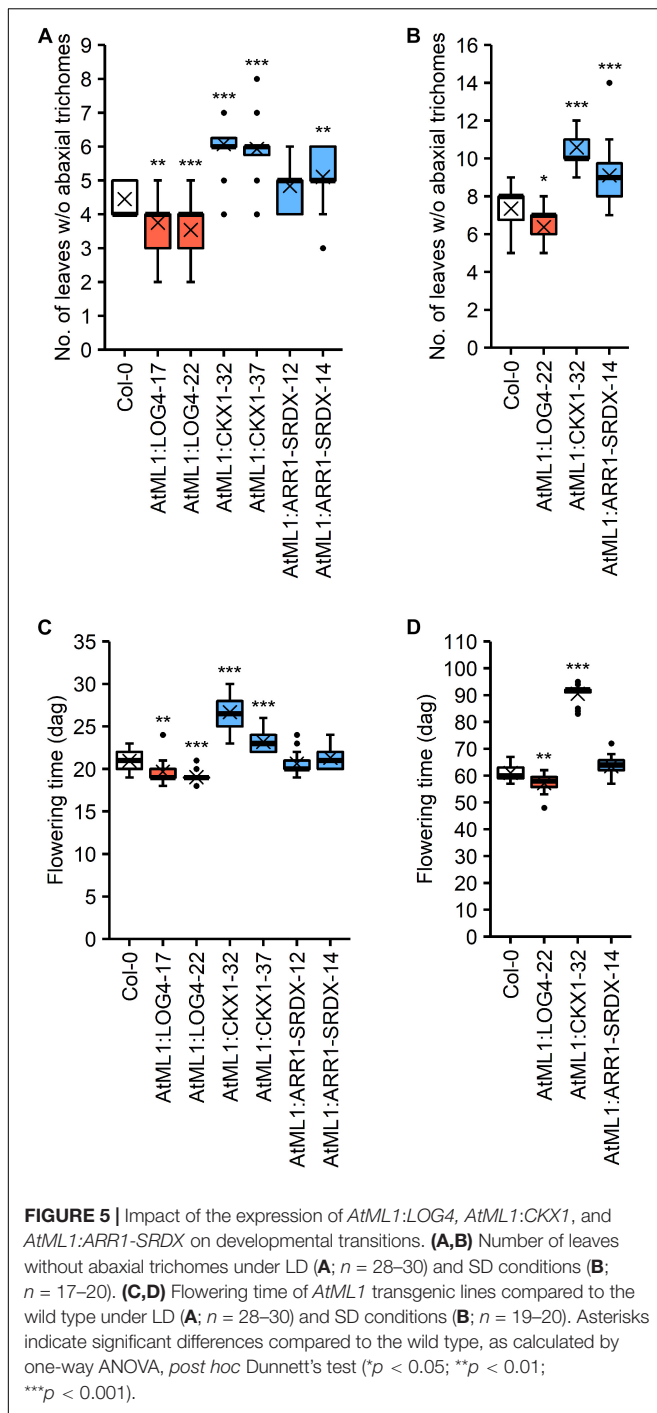 A
No. of leaves w/o abaxial trichomes
9
8
7
6
5
4
3
2
1
0
**
***
***
***
**
Col-0
AtML1:LOG4-17
AtML1:LOG4-22
AtML1:CKX1-32
AtML1:CKX1-37
AtML1:ARR1-SRDX-12
AtML1:ARR1-SRDX-14
B
No. of leaves w/o abaxial trichomes
16
14
12
10
8
6
4
2
0
*
***
***
Col-0
AtML1:LOG4-22
AtML1:CKX1-32
AtML1:ARR1-SRDX-14
C
Flowering time (dag)
35
30
25
20
15
10
5
0
**
***
***
***
Col-0
AtML1:LOG4-17
AtML1:LOG4-22
AtML1:CKX1-32
AtML1:CKX1-37
AtML1:ARR1-SRDX-12
AtML1:ARR1-SRDX-14
D
Flowering time (dag)
110
100
90
80
70
60
50
40
30
20
10
0
**
***
Col-0
AtML1:LOG4-22
AtML1:CKX1-32
AtML1:ARR1-SRDX-14
FIGURE 5 | Impact of the expression of AtML1:LOG4, AtML1:CKX1, and
AtML1:ARR1-SRDX on developmental transitions. (A,B) Number of leaves
without abaxial trichomes under LD (A; n = 28–30) and SD conditions (B;
n = 17–20). (C,D) Flowering time of AtML1 transgenic lines compared to the
wild type under LD (A; n = 28–30) and SD conditions (B; n = 19–20). Asterisks
indicate significant differences compared to the wild type, as calculated by
one-way ANOVA, post hoc Dunnett's test (*p < 0.05; **p < 0.01;
***p < 0.001).